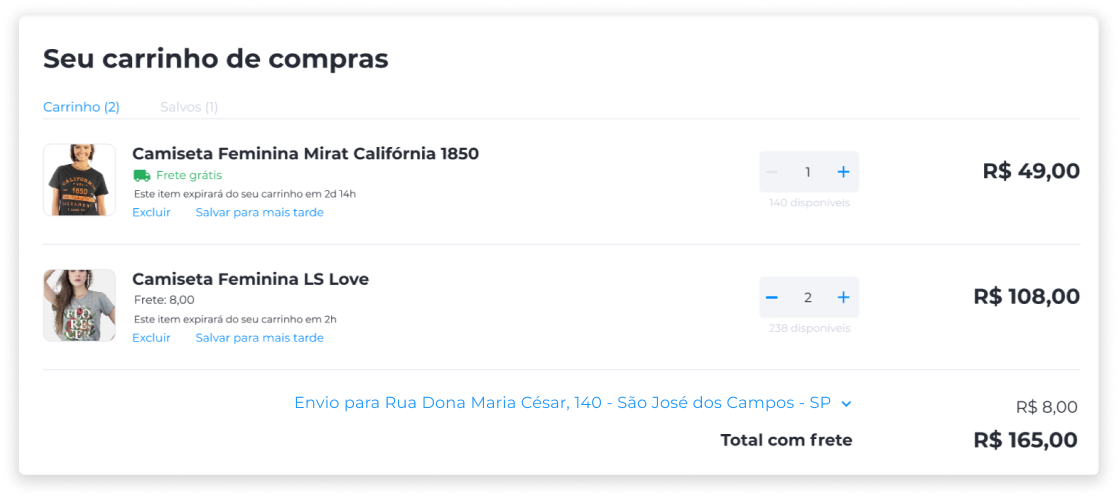 Seu carrinho de compras
Carrinho (2) Salvos (1)
Camiseta Feminina Mirat Califórnia 1850
Frete grátis
Este item expirará do seu carrinho em 2d 14h
Excluir Salvar para mais tarde
1
140 disponíveis
R$ 49,00
CALIFORNIA
1850
Camiseta Feminina LS Love
Frete: 8,00
Este item expirará do seu carrinho em 2h
Excluir Salvar para mais tarde
2
238 disponíveis
R$ 108,00
Envio para Rua Dona Maria César, 140 - São José dos Campos - SP
R$ 8,00
Total com frete
R$ 165,00